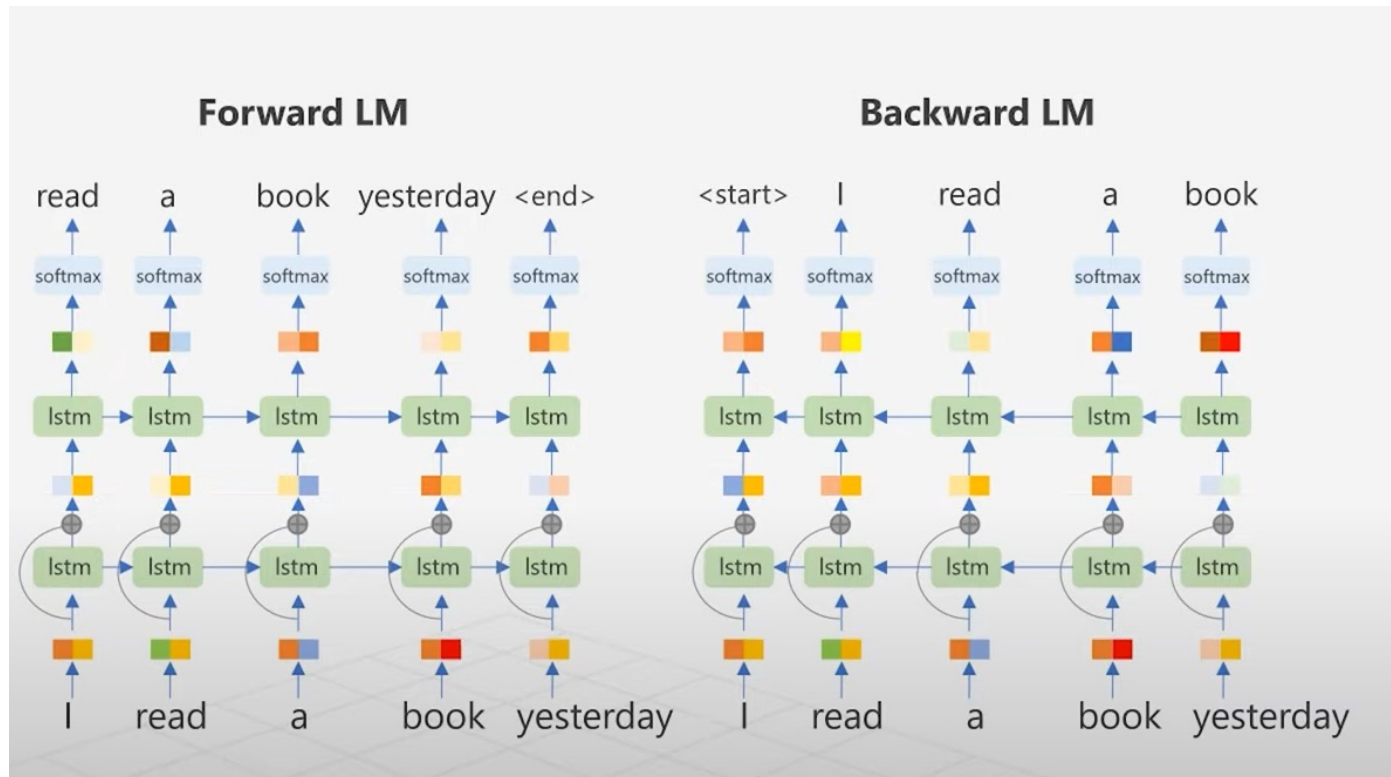 Forward LM Backward LM
read a book yesterday <end> <start> I read a book
softmax softmax softmax softmax softmax softmax softmax softmax softmax softmax
lstm lstm lstm lstm lstm lstm lstm lstm lstm lstm
lstm lstm lstm lstm lstm lstm lstm lstm lstm lstm
I read a book yesterday I read a book yesterday